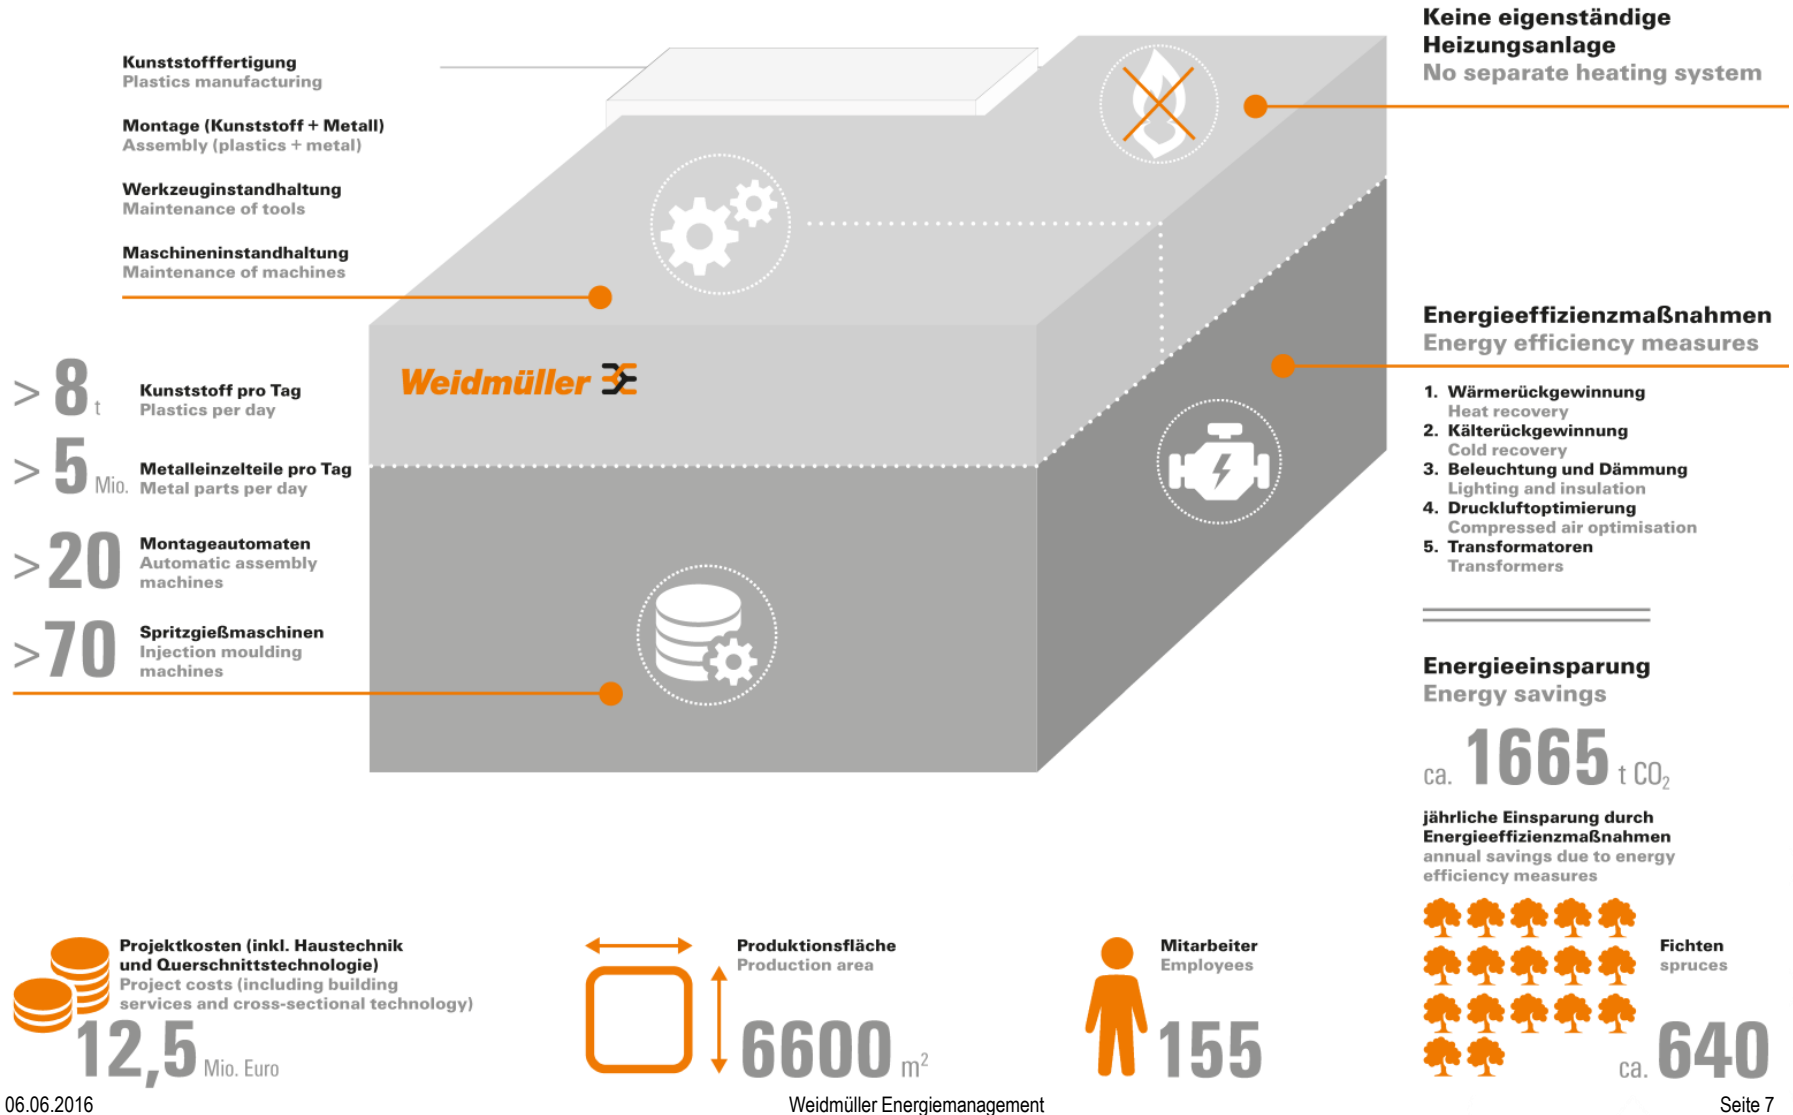 Kunststofffertigung
Plastics manufacturing
Montage (Kunststoff + Metall)
Assembly (plastics + metal)
Werkzeuginstandhaltung
Maintenance of tools
Maschineninstandhaltung
Maintenance of machines
> 8 t
Kunststoff pro Tag
Plastics per day
> 5 Mio.
Metalleinzelteile pro Tag
Metal parts per day
> 20
Montageautomaten
Automatic assembly
machines
> 70
Spritzgießmaschinen
Injection moulding
machines
Weidmüller
Keine eigenständige
Heizungsanlage
No separate heating system
Energieeffizienzmaßnahmen
Energy efficiency measures
1. Wärmerückgewinnung
Heat recovery
2. Kälterückgewinnung
Cold recovery
3. Beleuchtung und Dämmung
Lighting and insulation
4. Druckluftoptimierung
Compressed air optimisation
5. Transformatoren
Transformers
Energieeinsparung
Energy savings
ca. 1665 t CO₂
jährliche Einsparung durch
Energieeffizienzmaßnahmen
annual savings due to energy
efficiency measures
Fichten
spruces
ca. 640
Projektkosten (inkl. Haustechnik
und Querschnittstechnologie)
Project costs (including building
services and cross-sectional technology)
12,5 Mio. Euro
Produktionsfläche
Production area
6600 m²
Mitarbeiter
Employees
155
06.06.2016
Weidmüller Energiemanagement
Seite 7